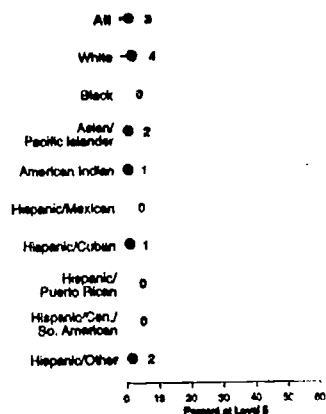 All 3
White 4
Black 0
Asian/
Pacific Islander 2
American Indian 1
Hispanic/Mexican 0
Hispanic/Cuban 1
Hispanic/
Puerto Rican 0
Hispanic/Cen./
So. American 0
Hispanic/Other 2
0 10 20 30 40 50 60
Percent at Level 5